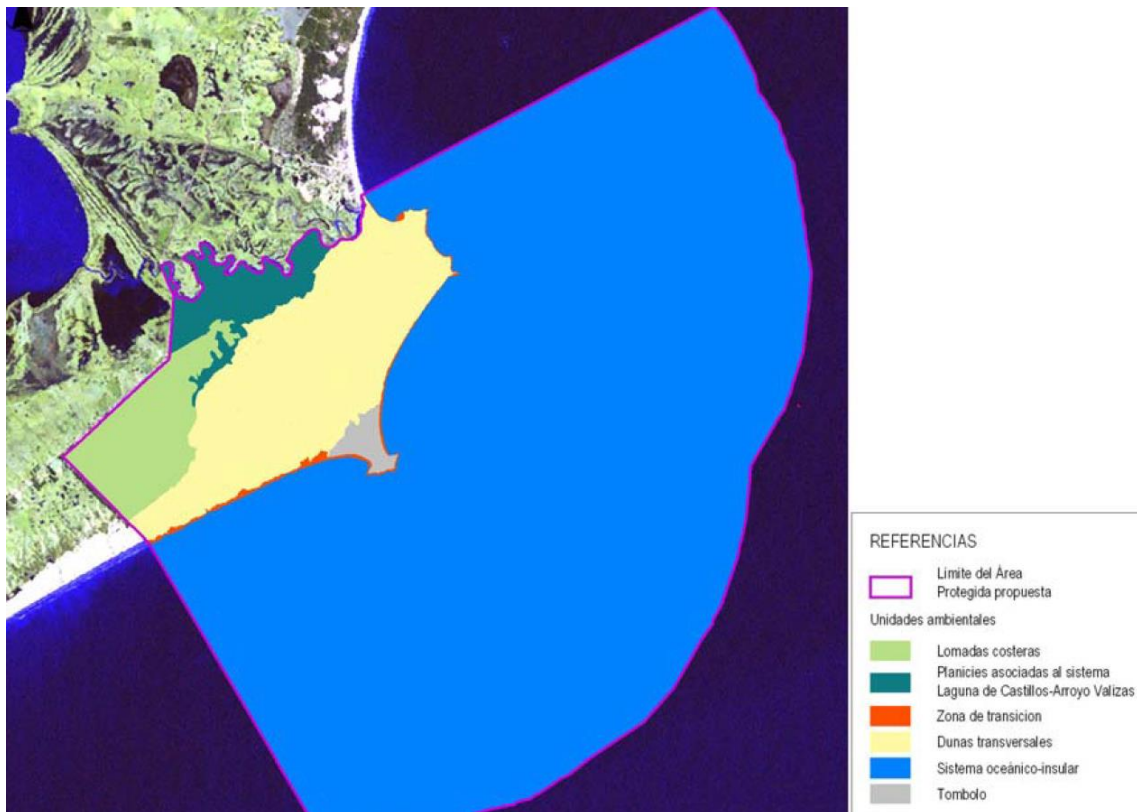 REFERENCIAS
Limite del Área
Protegida propuesta
Unidades ambientales
Lomadas costeras
Planicies asociadas al sistema
Laguna de Castillos-Arroyo Valizas
Zona de transicion
Dunas transversales
Sistema oceánico-insular
Tombolo